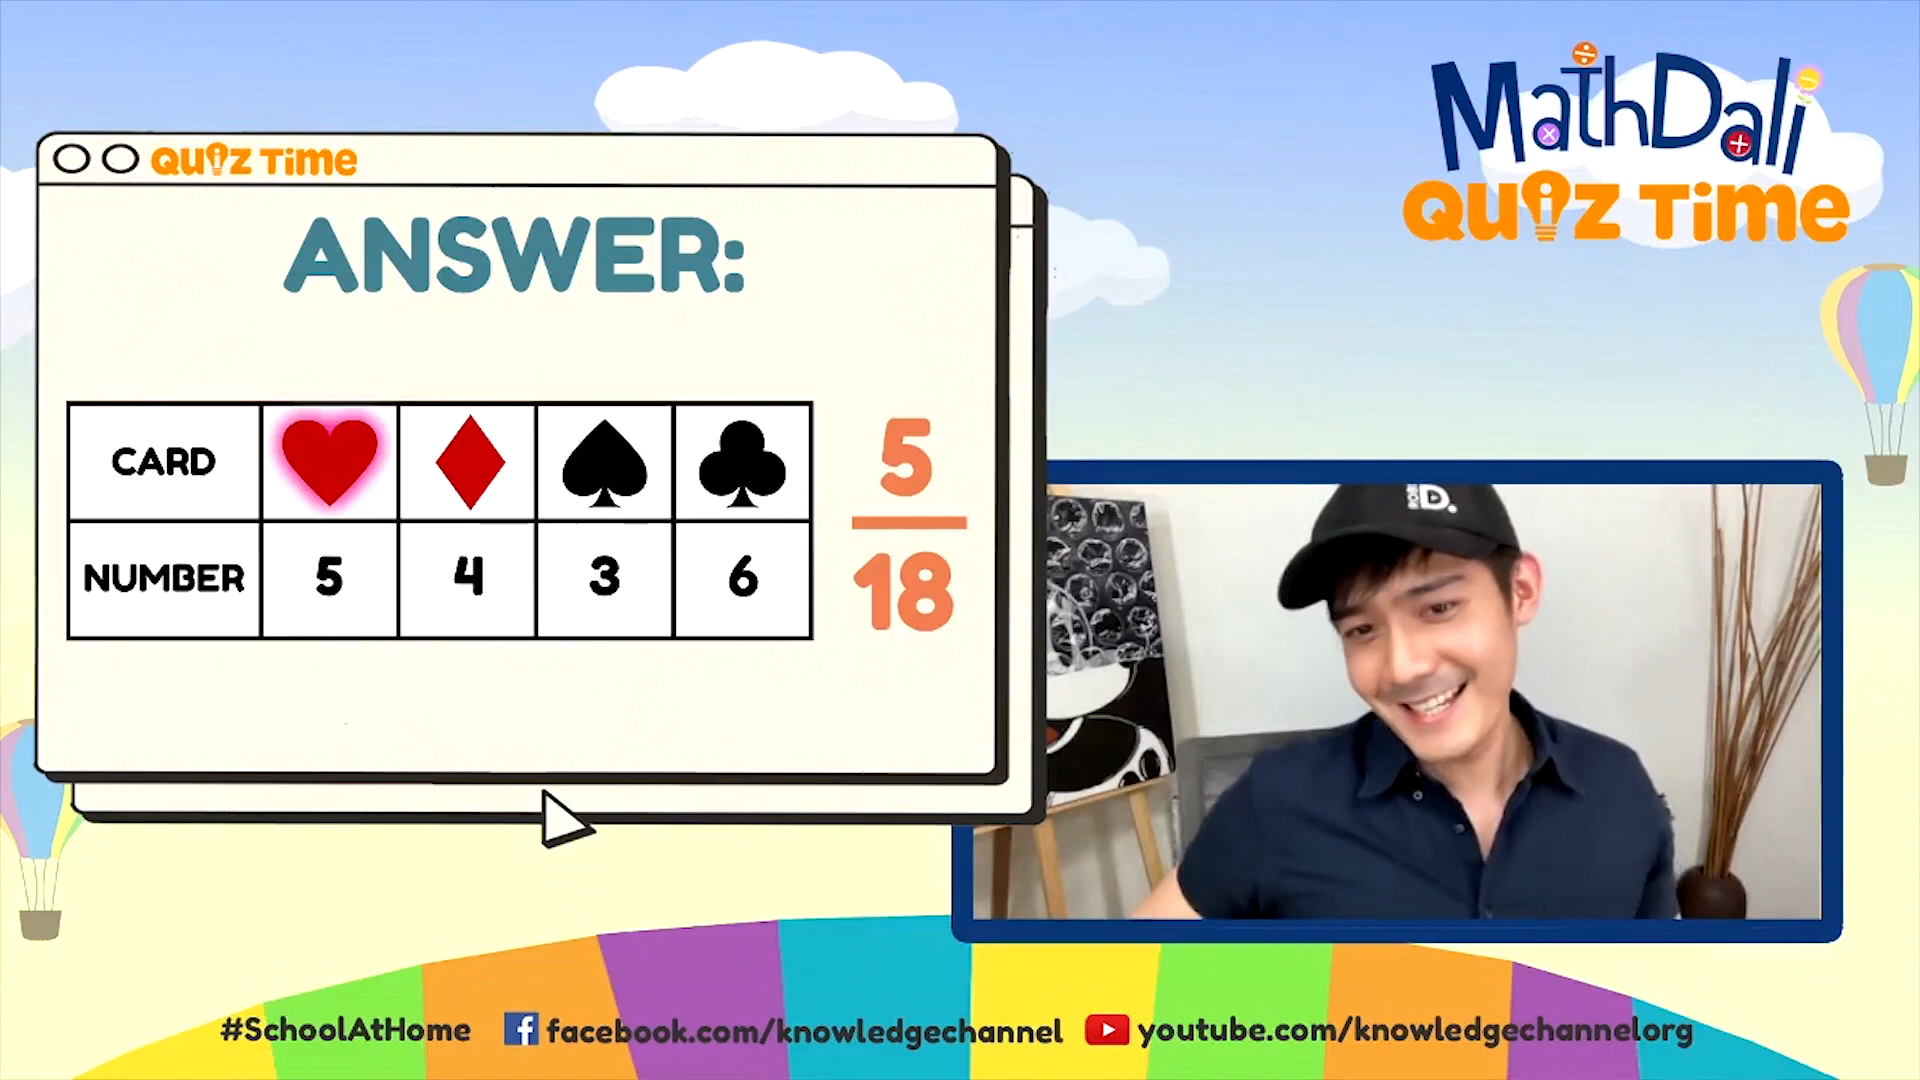 MathDali
QUIZ TIME
QUIZ TIME
ANSWER:
CARD
NUMBER 5 4 3 6
5
18
D.
#SchoolAtHome facebook.com/knowledgechannel youtube.com/knowledgechannelorg